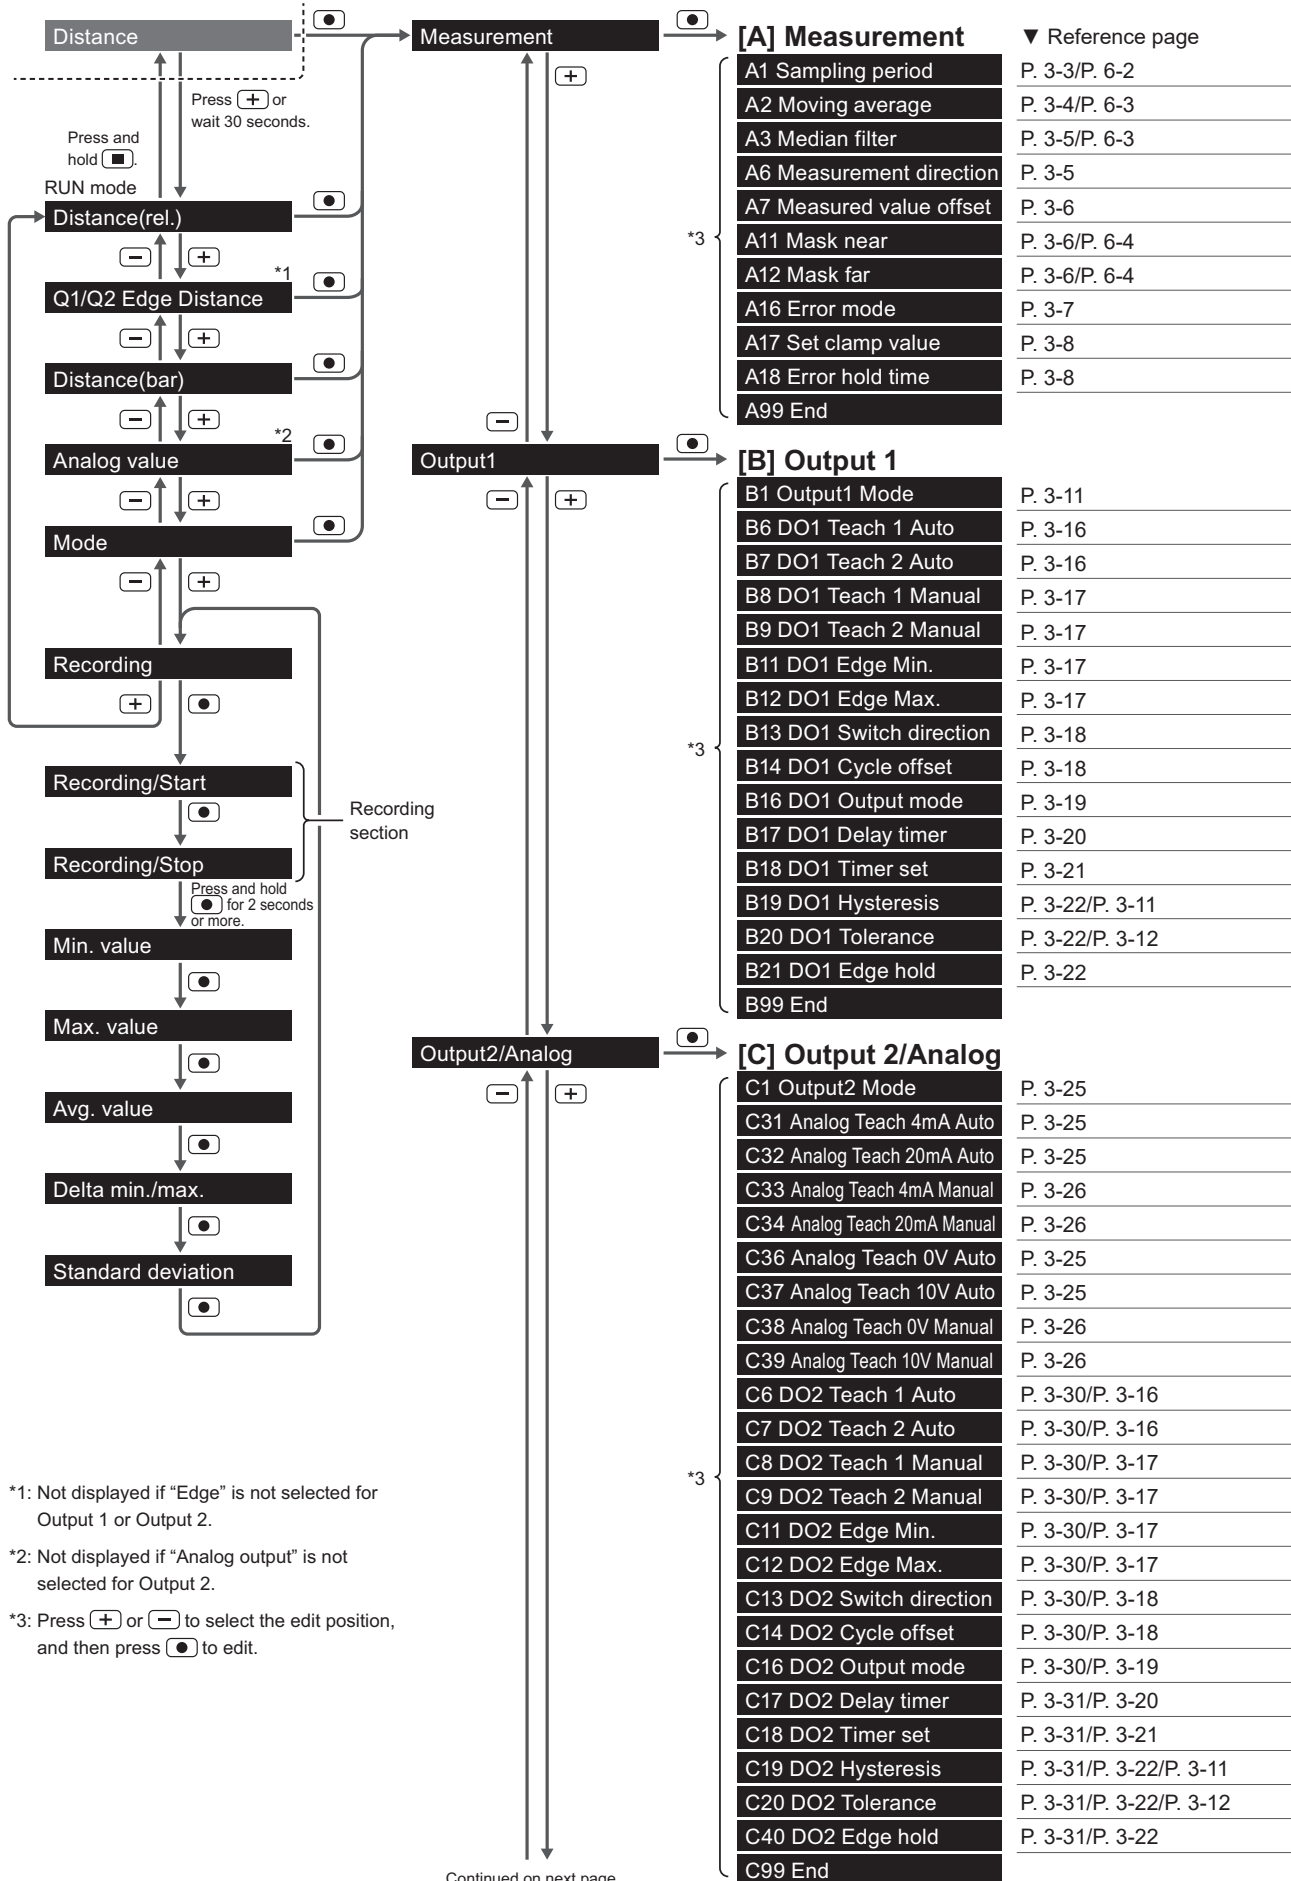 Distance
Press + or
wait 30 seconds.
Press and
hold ■.
RUN mode
Distance(rel.)
− +
*1
Q1/Q2 Edge Distance
− +
Distance(bar)
− +
*2
Analog value
− +
Mode
− +
Recording
+
Recording/Start
Recording
section
Recording/Stop
Press and hold
● for 2 seconds
or more.
Min. value
Max. value
Avg. value
Delta min./max.
Standard deviation
*1: Not displayed if “Edge” is not selected for
Output 1 or Output 2.
*2: Not displayed if “Analog output” is not
selected for Output 2.
*3: Press + or − to select the edit position,
and then press ● to edit.
Measurement
+
−
Output1
− +
Output2/Analog
− +
Continued on next page
[A] Measurement ▼ Reference page
*3
A1 Sampling period P. 3-3/P. 6-2
A2 Moving average P. 3-4/P. 6-3
A3 Median filter P. 3-5/P. 6-3
A6 Measurement direction P. 3-5
A7 Measured value offset P. 3-6
A11 Mask near P. 3-6/P. 6-4
A12 Mask far P. 3-6/P. 6-4
A16 Error mode P. 3-7
A17 Set clamp value P. 3-8
A18 Error hold time P. 3-8
A99 End
[B] Output 1
*3
B1 Output1 Mode P. 3-11
B6 DO1 Teach 1 Auto P. 3-16
B7 DO1 Teach 2 Auto P. 3-16
B8 DO1 Teach 1 Manual P. 3-17
B9 DO1 Teach 2 Manual P. 3-17
B11 DO1 Edge Min. P. 3-17
B12 DO1 Edge Max. P. 3-17
B13 DO1 Switch direction P. 3-18
B14 DO1 Cycle offset P. 3-18
B16 DO1 Output mode P. 3-19
B17 DO1 Delay timer P. 3-20
B18 DO1 Timer set P. 3-21
B19 DO1 Hysteresis P. 3-22/P. 3-11
B20 DO1 Tolerance P. 3-22/P. 3-12
B21 DO1 Edge hold P. 3-22
B99 End
[C] Output 2/Analog
*3
C1 Output2 Mode P. 3-25
C31 Analog Teach 4mA Auto P. 3-25
C32 Analog Teach 20mA Auto P. 3-25
C33 Analog Teach 4mA Manual P. 3-26
C34 Analog Teach 20mA Manual P. 3-26
C36 Analog Teach 0V Auto P. 3-25
C37 Analog Teach 10V Auto P. 3-25
C38 Analog Teach 0V Manual P. 3-26
C39 Analog Teach 10V Manual P. 3-26
C6 DO2 Teach 1 Auto P. 3-30/P. 3-16
C7 DO2 Teach 2 Auto P. 3-30/P. 3-16
C8 DO2 Teach 1 Manual P. 3-30/P. 3-17
C9 DO2 Teach 2 Manual P. 3-30/P. 3-17
C11 DO2 Edge Min. P. 3-30/P. 3-17
C12 DO2 Edge Max. P. 3-30/P. 3-17
C13 DO2 Switch direction P. 3-30/P. 3-18
C14 DO2 Cycle offset P. 3-30/P. 3-18
C16 DO2 Output mode P. 3-30/P. 3-19
C17 DO2 Delay timer P. 3-31/P. 3-20
C18 DO2 Timer set P. 3-31/P. 3-21
C19 DO2 Hysteresis P. 3-31/P. 3-22/P. 3-11
C20 DO2 Tolerance P. 3-31/P. 3-22/P. 3-12
C40 DO2 Edge hold P. 3-31/P. 3-22
C99 End